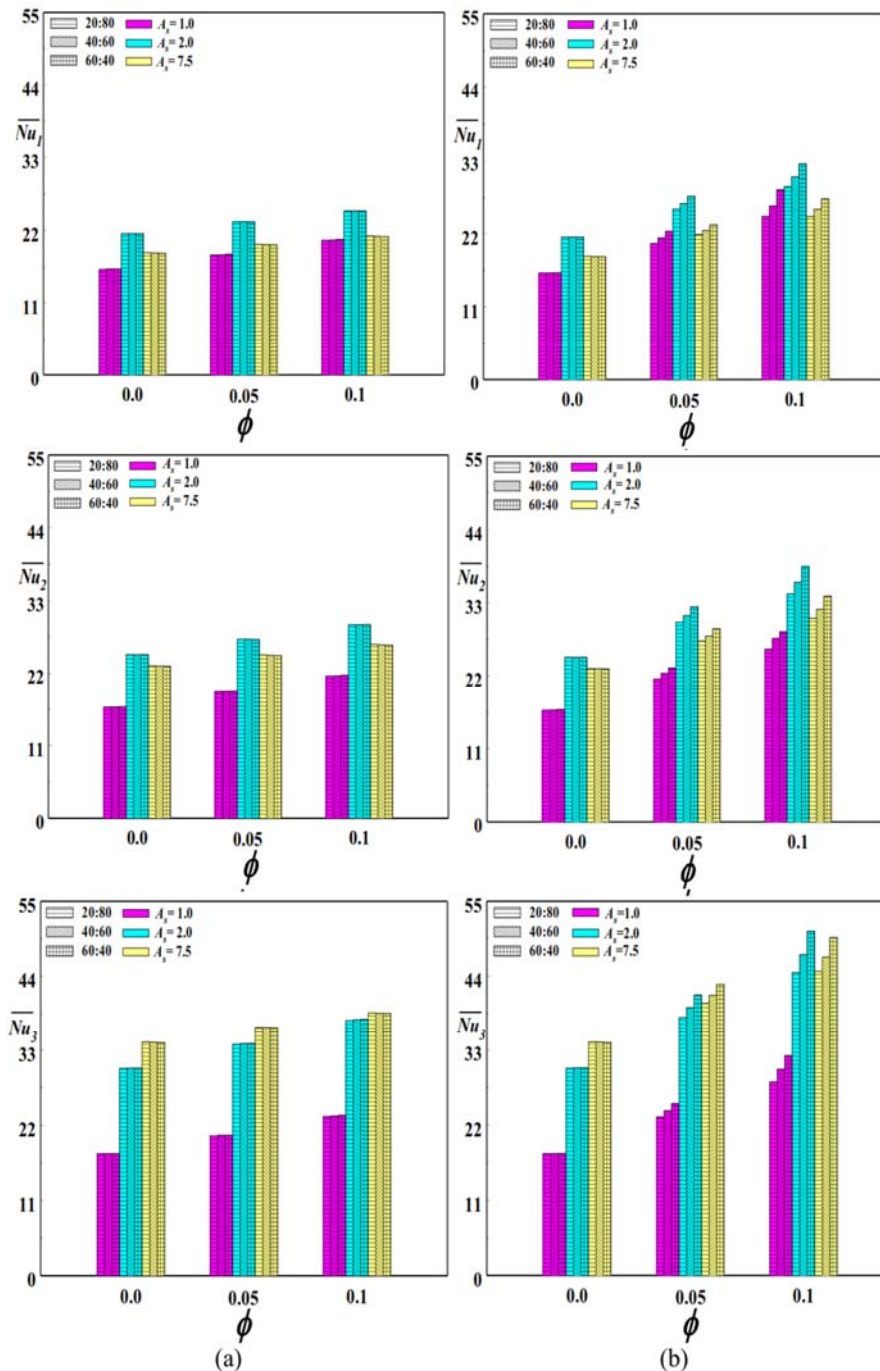 55
20:80 A_s = 1.0
40:60 A_s = 2.0
60:40 A_s = 7.5
44
Nu_1
33
22
11
0
0.0 0.05 0.1
ϕ
55
20:80 A_s = 1.0
40:60 A_s = 2.0
60:40 A_s = 7.5
44
Nu_1
33
22
11
0
0.0 0.05 0.1
ϕ
55
20:80 A_s = 1.0
40:60 A_s = 2.0
60:40 A_s = 7.5
44
Nu_2
33
22
11
0
0.0 0.05 0.1
ϕ
55
20:80 A_s = 1.0
40:60 A_s = 2.0
60:40 A_s = 7.5
44
Nu_2
33
22
11
0
0.0 0.05 0.1
ϕ
55
20:80 A_s = 1.0
40:60 A_s = 2.0
60:40 A_s = 7.5
44
Nu_3
33
22
11
0
0.0 0.05 0.1
ϕ
(a)
55
20:80 A_s=1.0
40:60 A_s=2.0
60:40 A_s=7.5
44
Nu_3
33
22
11
0
0.0 0.05 0.1
ϕ
(b)